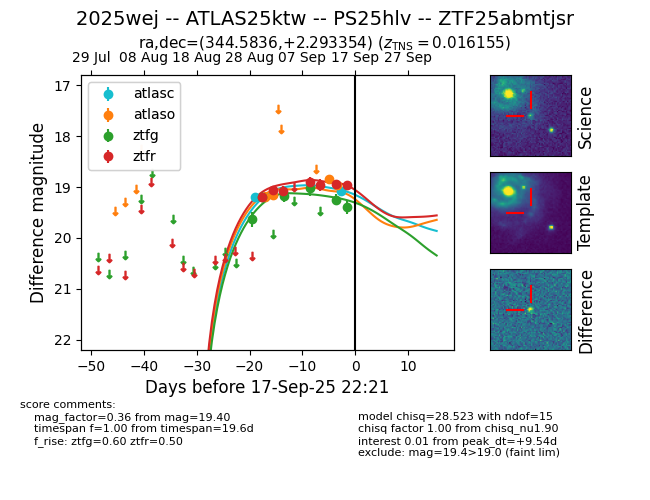 2025wej -- ATLAS25ktw -- PS25hlv -- ZTF25abmtjsr
ra,dec=(344.5836,+2.293354) (z_TNS = 0.016155)
29 Jul 08 Aug 18 Aug 28 Aug 07 Sep 17 Sep 27 Sep
17
18
19
20
21
22
Difference magnitude
atlasc
atlaso
ztfg
ztfr
−50 −40 −30 −20 −10 0 10
Days before 17-Sep-25 22:21
Science
Template
Difference
score comments:
mag_factor=0.36 from mag=19.40
timespan f=1.00 from timespan=19.6d
f_rise: ztfg=0.60 ztfr=0.50
model chisq=28.523 with ndof=15
chisq factor 1.00 from chisq_nu1.90
interest 0.01 from peak_dt=+9.54d
exclude: mag=19.4>19.0 (faint lim)